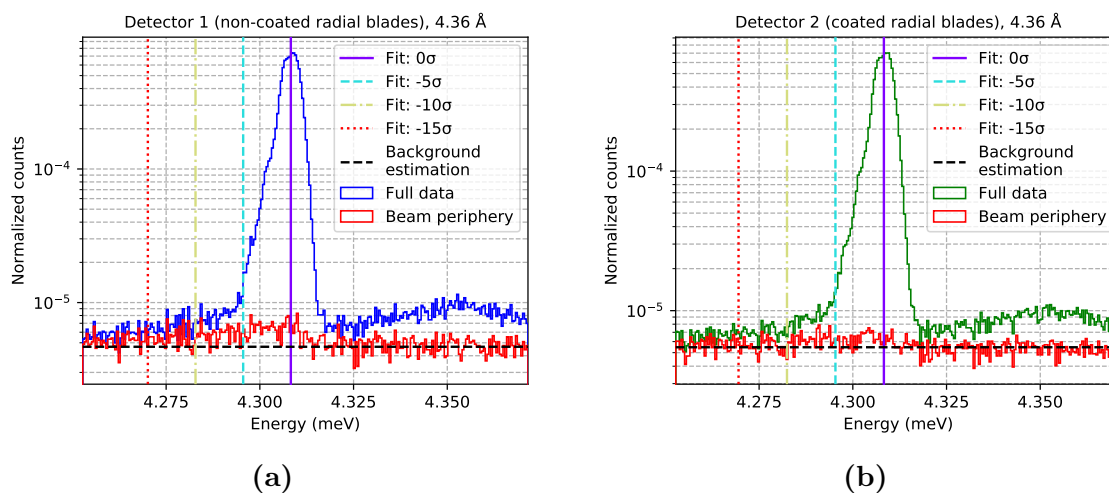 Detector 1 (non-coated radial blades), 4.36 Å
Normalized counts
10⁻⁴
10⁻⁵
Fit: 0σ
Fit: -5σ
Fit: -10σ
Fit: -15σ
Background
estimation
Full data
Beam periphery
4.275 4.300 4.325 4.350
Energy (meV)
(a)
Detector 2 (coated radial blades), 4.36 Å
Normalized counts
10⁻⁴
10⁻⁵
Fit: 0σ
Fit: -5σ
Fit: -10σ
Fit: -15σ
Background
estimation
Full data
Beam periphery
4.275 4.300 4.325 4.350
Energy (meV)
(b)